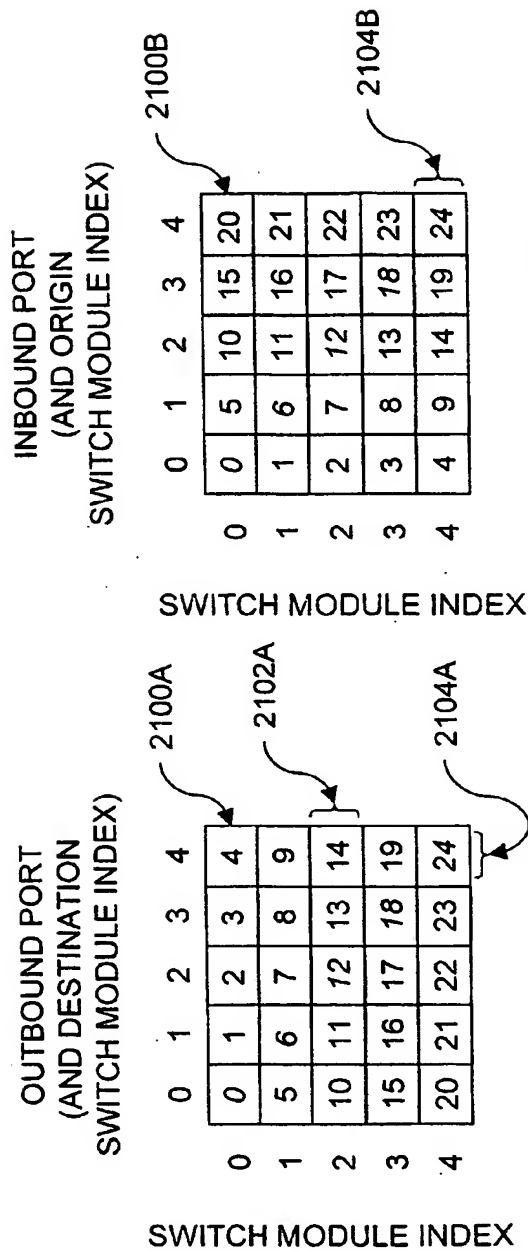 OUTBOUND PORT
(AND DESTINATION
SWITCH MODULE INDEX)
0 1 2 3 4
SWITCH MODULE INDEX
0 0 1 2 3 4
1 5 6 7 8 9
2 10 11 12 13 14
3 15 16 17 18 19
4 20 21 22 23 24
2100A
2102A
2104A
INBOUND PORT
(AND ORIGIN
SWITCH MODULE INDEX)
0 1 2 3 4
SWITCH MODULE INDEX
0 0 5 10 15 20
1 1 6 11 16 21
2 2 7 12 17 22
3 3 8 13 18 23
4 4 9 14 19 24
2100B
2104B